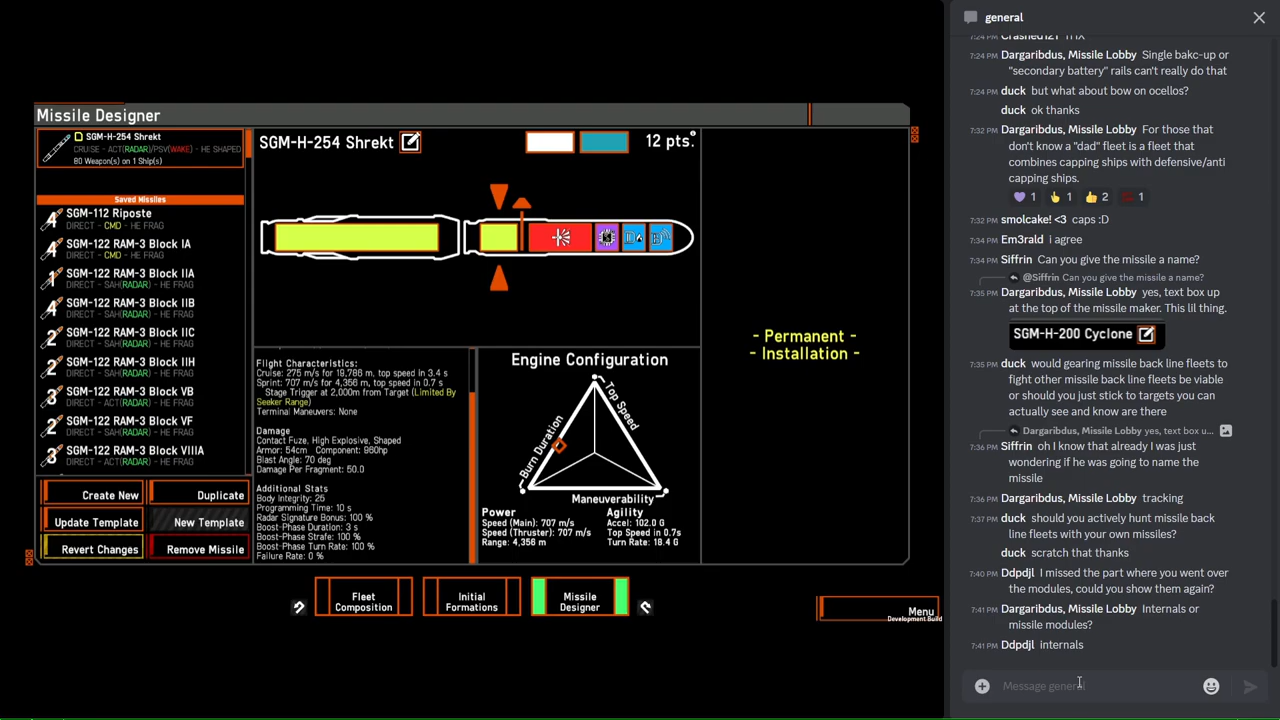 Missile Designer
SGM-H-254 Shrekt
CRUISE - ACT(RADAR)/PSV(WAKE) - HE SHAPED
80 Weapon(s) on 1 Ship(s)
Saved Missiles
SGM-112 Riposte
DIRECT - CMD - HE FRAG
SGM-122 RAM-3 Block IA
DIRECT - CMD - HE FRAG
SGM-122 RAM-3 Block IIA
DIRECT - SAH(RADAR) - HE FRAG
SGM-122 RAM-3 Block IIB
DIRECT - SAH(RADAR) - HE FRAG
SGM-122 RAM-3 Block IIC
DIRECT - SAH(RADAR) - HE FRAG
SGM-122 RAM-3 Block IIH
DIRECT - SAH(RADAR) - HE FRAG
SGM-122 RAM-3 Block VB
DIRECT - ACT(RADAR) - HE FRAG
SGM-122 RAM-3 Block VF
DIRECT - SAH(RADAR) - HE FRAG
SGM-122 RAM-3 Block VIIIA
DIRECT - ACT(RADAR) - HE FRAG
Create New
Duplicate
Update Template
New Template
Revert Changes
Remove Missile
SGM-H-254 Shrekt
12 pts.
Flight Characteristics:
Cruise: 275 m/s for 19,788 m, top speed in 3.4 s
Sprint: 707 m/s for 4,356 m, top speed in 0.7 s
Stage Trigger at 2,000m from Target (Limited By
Seeker Range)
Terminal Maneuvers: None
Damage
Contact Fuze, High Explosive, Shaped
Armor: 54cm Component: 960hp
Blast Angle: 70 deg
Damage Per Fragment: 50.0
Additional Stats
Body Integrity: 25
Programming Time: 10 s
Radar Signature Bonus: 100 %
Boost-Phase Duration: 3 s
Boost-Phase Strafe: 100 %
Boost-Phase Turn Rate: 100 %
Failure Rate: 0 %
Engine Configuration
Top Speed
Burn Duration
Maneuverability
Power
Speed (Main): 707 m/s
Speed (Thruster): 707 m/s
Range: 4,356 m
Agility
Accel: 102.0 G
Top Speed in 0.7s
Turn Rate: 18.4 G
- Permanent -
- Installation -
Fleet
Composition
Initial
Formations
Missile
Designer
Menu
Development Build
general
7:24 PM Crashed121 THX
7:24 PM Dargaribdus, Missile Lobby Single bakc-up or
"secondary battery" rails can't really do that
7:24 PM duck but what about bow on ocellos?
duck ok thanks
7:32 PM Dargaribdus, Missile Lobby For those that
don't know a "dad" fleet is a fleet that
combines capping ships with defensive/anti
capping ships.
1 1 2 1
7:32 PM smolcake! <3 caps :D
7:34 PM Em3rald i agree
7:34 PM Siffrin Can you give the missile a name?
@Siffrin Can you give the missile a name?
7:35 PM Dargaribdus, Missile Lobby yes, text box up
at the top of the missile maker. This lil thing.
SGM-H-200 Cyclone
7:35 PM duck would gearing missile back line fleets to
fight other missile back line fleets be viable
or should you just stick to targets you can
actually see and know are there
Dargaribdus, Missile Lobby yes, text box u...
7:36 PM Siffrin oh I know that already I was just
wondering if he was going to name the
missile
7:36 PM Dargaribdus, Missile Lobby tracking
7:37 PM duck should you actively hunt missile back
line fleets with your own missiles?
duck scratch that thanks
7:40 PM Ddpdjl I missed the part where you went over
the modules, could you show them again?
7:41 PM Dargaribdus, Missile Lobby Internals or
missile modules?
7:41 PM Ddpdjl internals
Message general